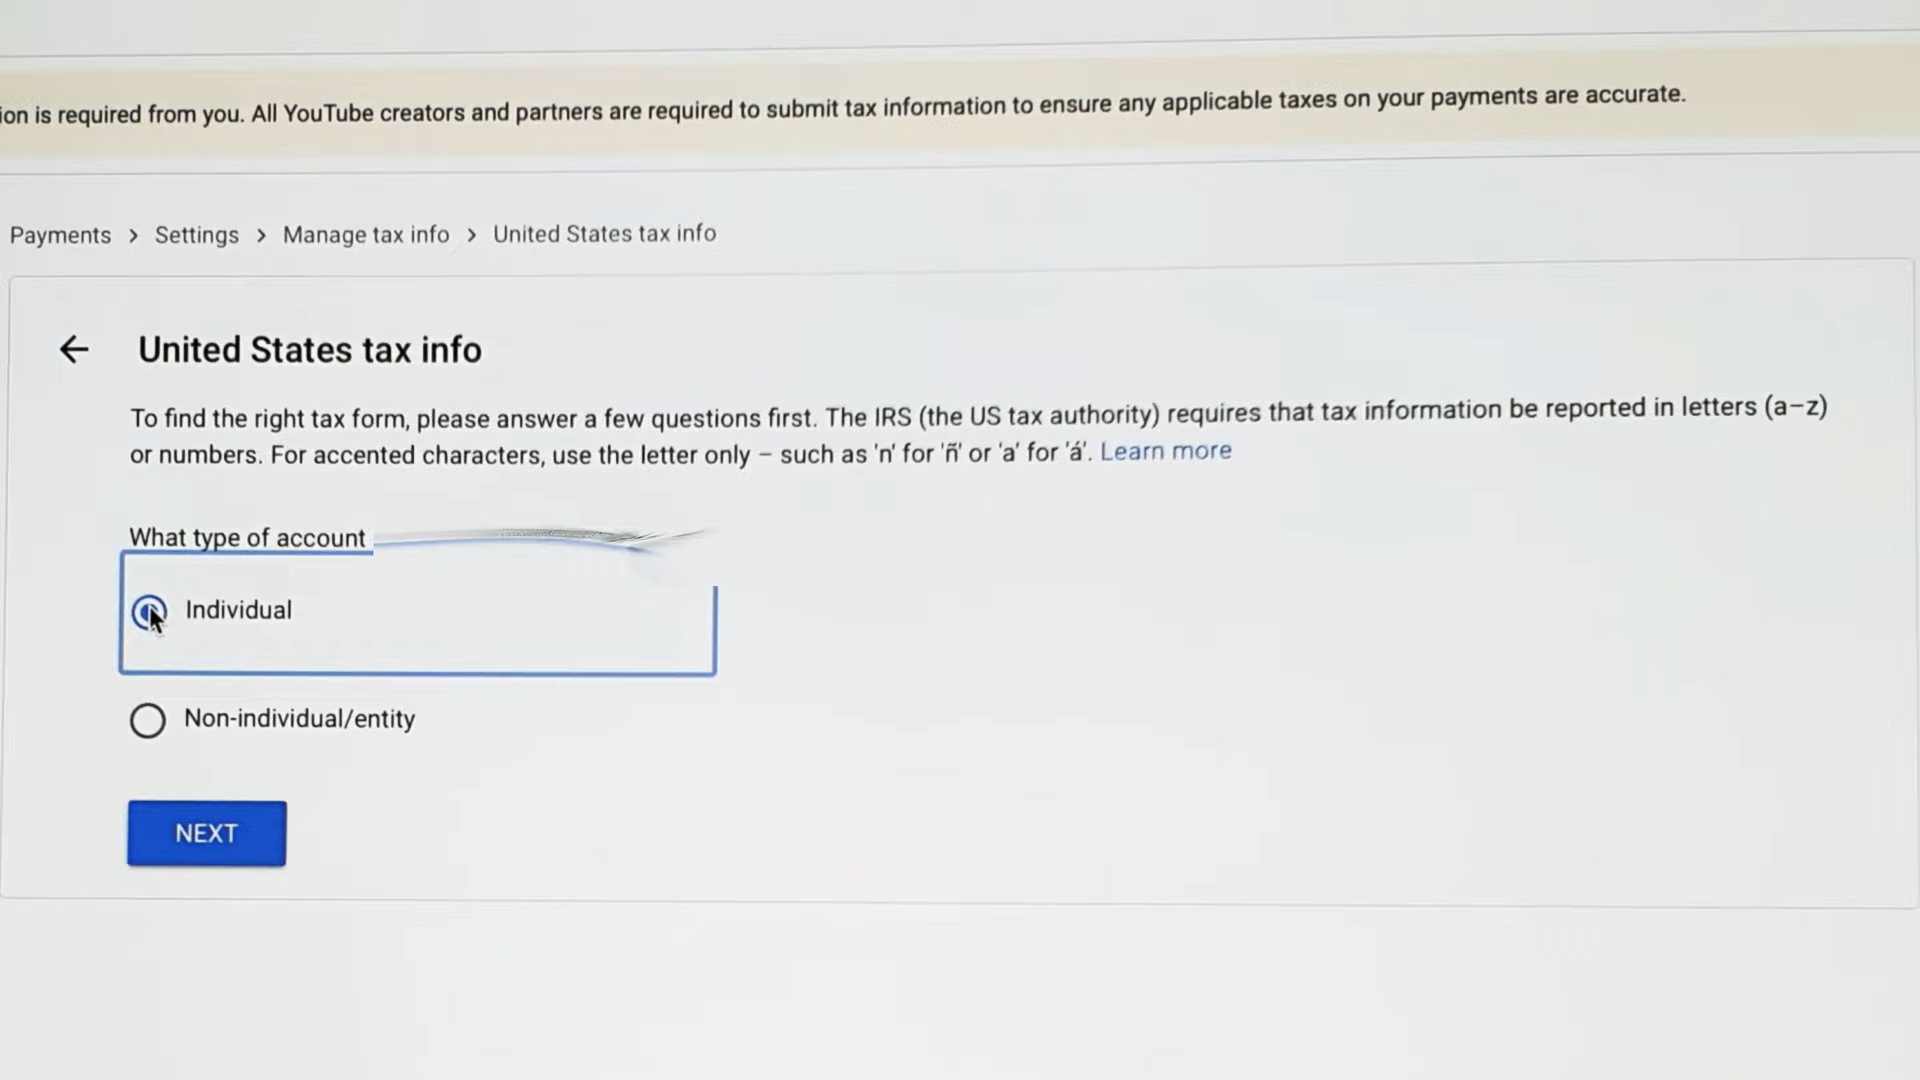 ion is required from you. All YouTube creators and partners are required to submit tax information to ensure any applicable taxes on your payments are accurate.
Payments > Settings > Manage tax info > United States tax info
United States tax info
To find the right tax form, please answer a few questions first. The IRS (the US tax authority) requires that tax information be reported in letters (a–z)
or numbers. For accented characters, use the letter only – such as 'n' for 'ñ' or 'a' for 'á'. Learn more
What type of account
Individual
Non-individual/entity
NEXT